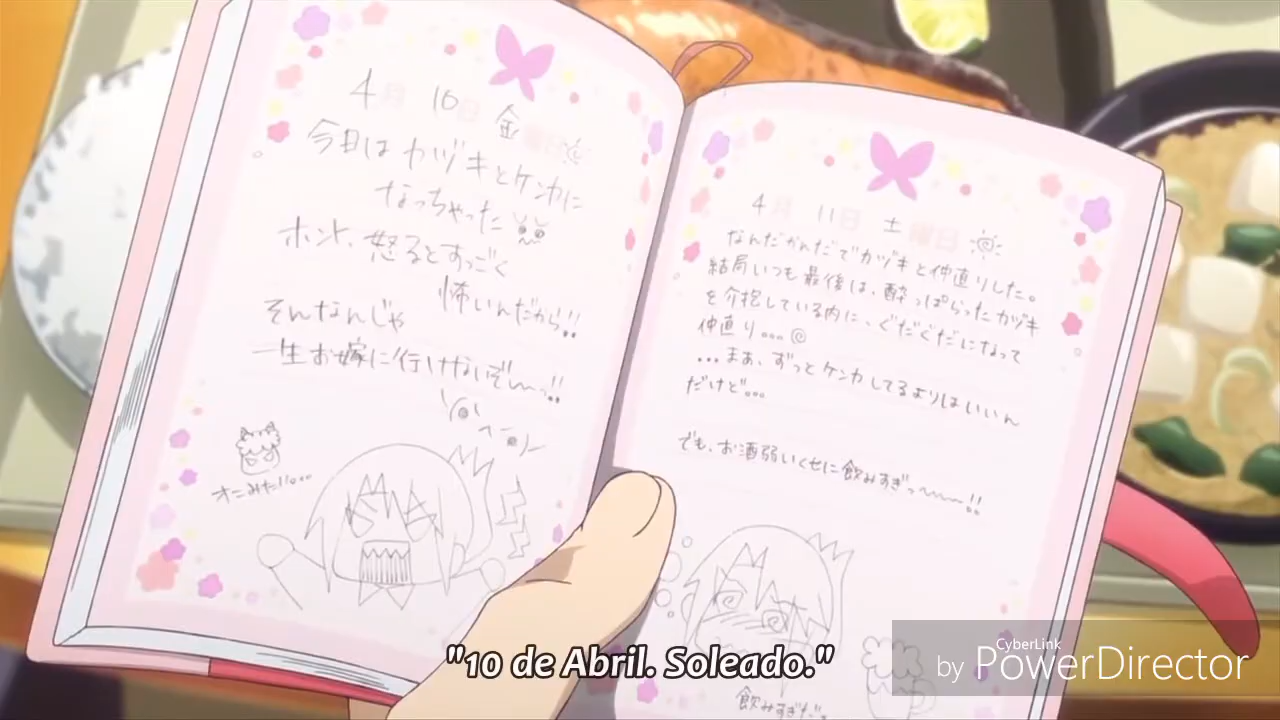 4月 10日 金曜日
今日はカヅキとケンカに
なっちゃった
ホント、怒るとすっごく
怖いんだから!!
そんなんじゃ
一生お嫁に行けないぞ〜っ!!
オニみたい…
4月 11日 土曜日
なんだかんだでカヅキと仲直りした。
結局いつも最後は、酔っぱらったカヅキ
を介抱している内に、ぐだぐだになって
仲直り…@
…まあ、ずっとケンカしてるよりはいいん
だけど…
でも、お酒弱いくせに飲みすぎっ〜〜!!
飲みすぎだ。
"10 de Abril. Soleado."
CyberLink
by PowerDirector